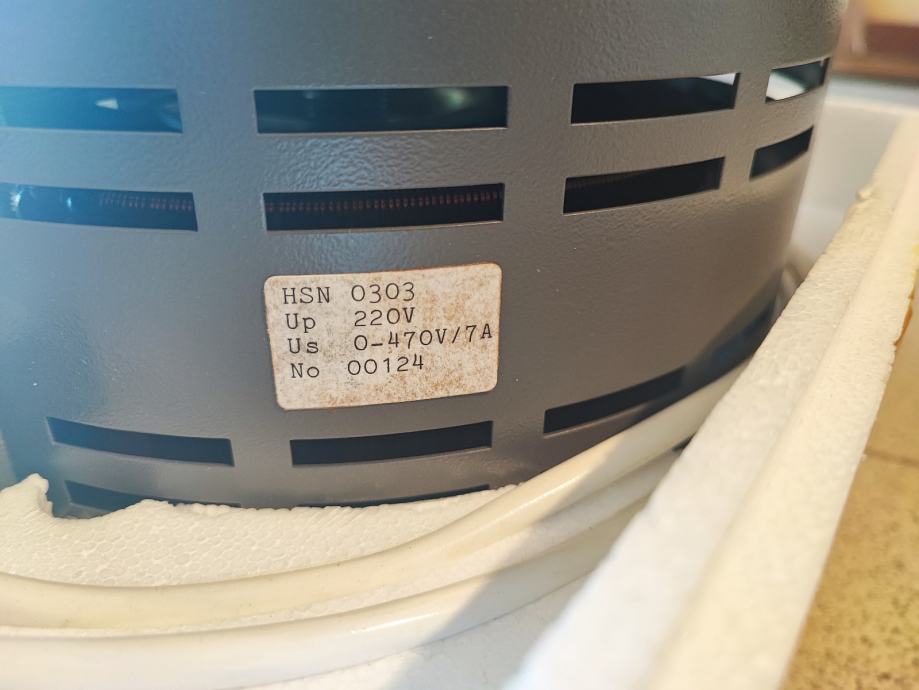 HSN 0303
Up 220V
Us 0-470V/7A
No 00124